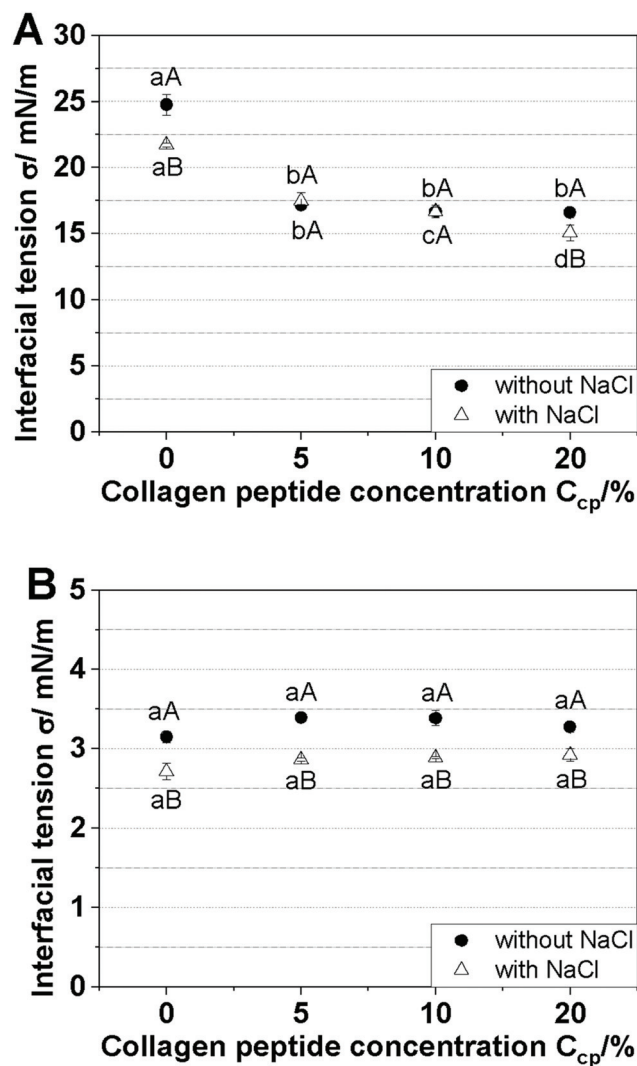 A
30
25
20
15
10
5
0
Interfacial tension σ/ mN/m
aA
aB
bA
bA
bA
cA
bA
dB
without NaCl
with NaCl
0 5 10 20
Collagen peptide concentration C_cp/%
B
5
4
3
2
1
0
Interfacial tension σ/ mN/m
aA aA aA aA
aB aB aB aB
without NaCl
with NaCl
0 5 10 20
Collagen peptide concentration C_cp/%